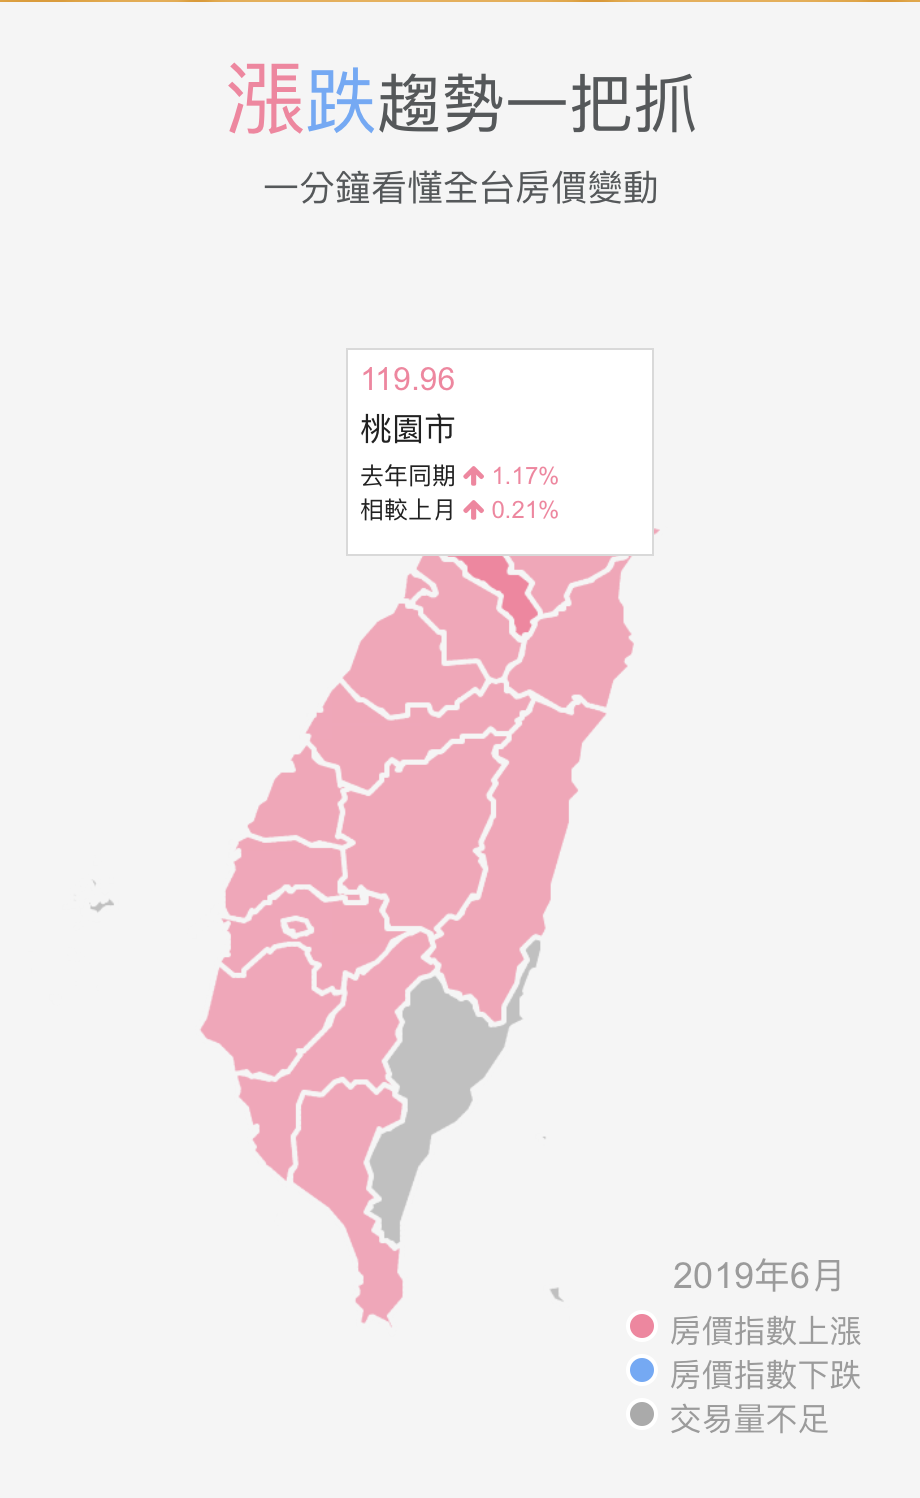 漲跌趨勢一把抓
一分鐘看懂全台房價變動
119.96
桃園市
去年同期 1.17%
相較上月 0.21%
2019年6月
房價指數上漲
房價指數下跌
交易量不足